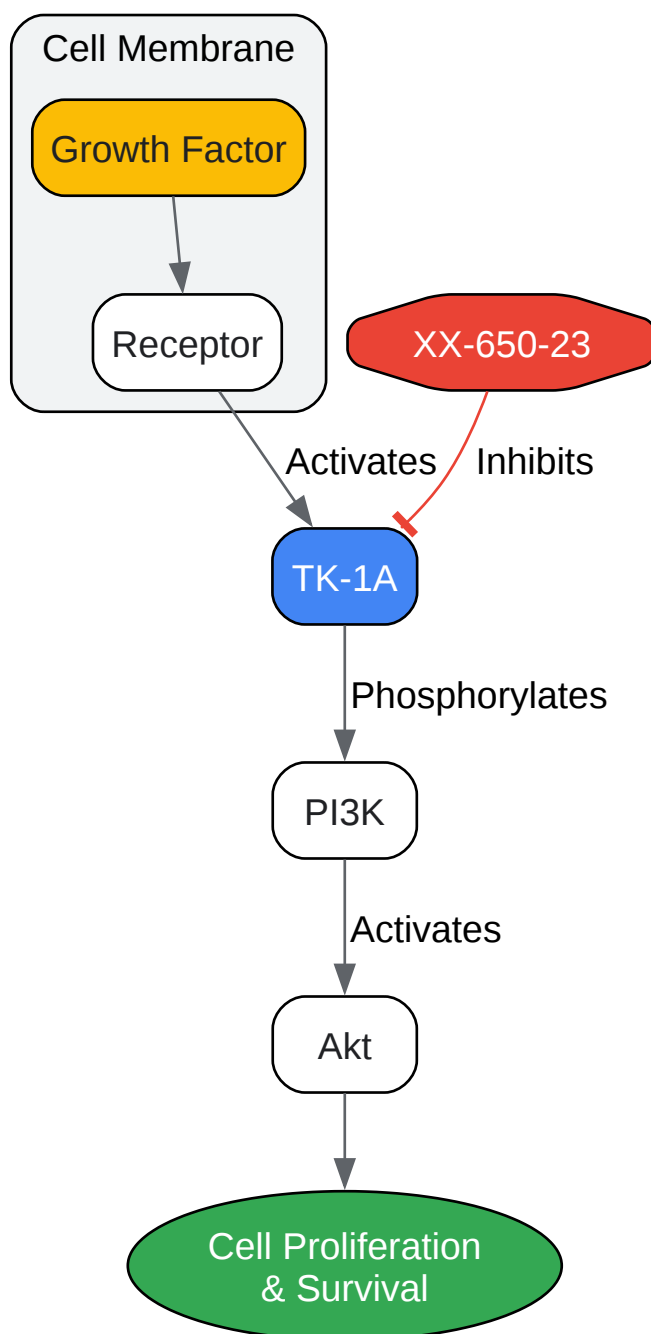 Cell Membrane
Growth Factor
Receptor
XX-650-23
Activates
Inhibits
TK-1A
Phosphorylates
PI3K
Activates
Akt
Cell Proliferation
& Survival